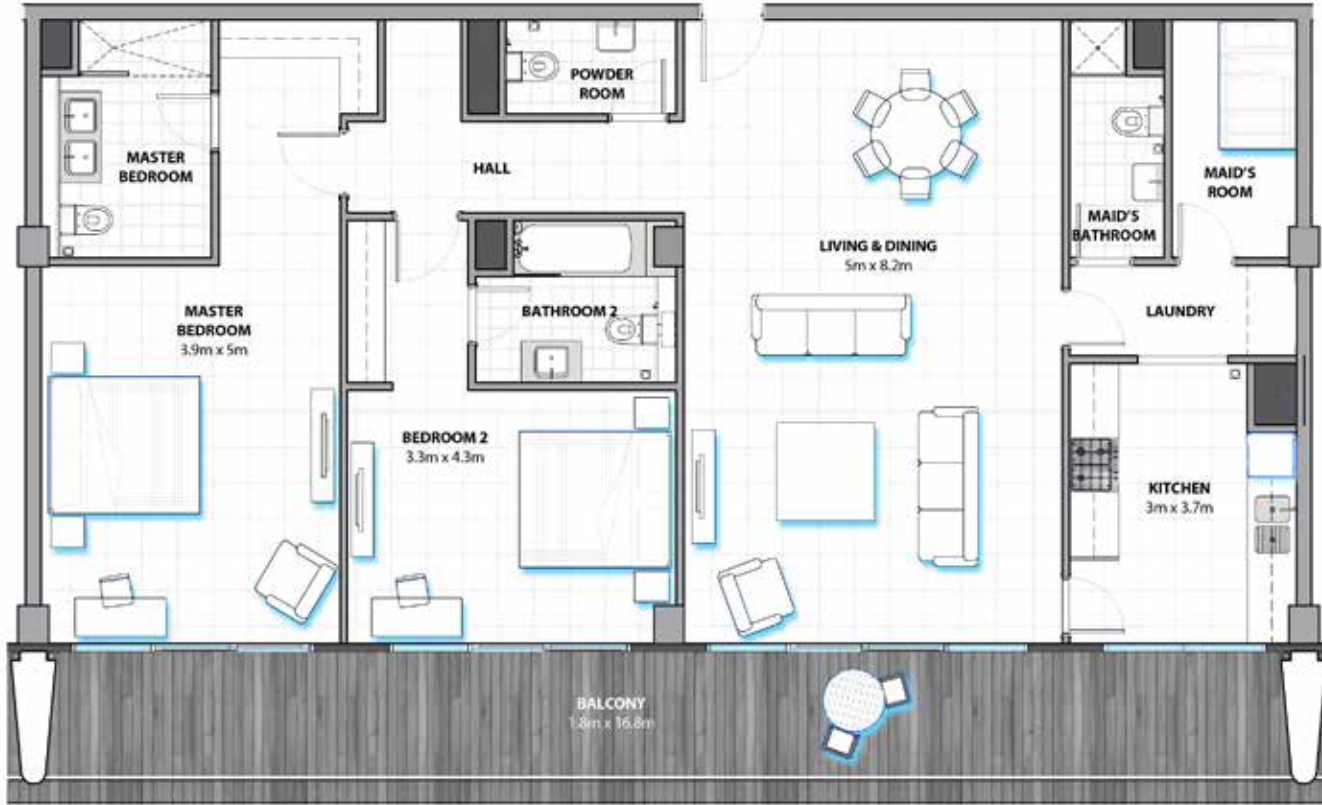 POWDER
ROOM
MASTER
BEDROOM
HALL
MAID'S
ROOM
MAID'S
BATHROOM
LIVING & DINING
5m x 8.2m
MASTER
BEDROOM
3.9m x 5m
BATHROOM 2
LAUNDRY
BEDROOM 2
3.3m x 4.3m
KITCHEN
3m x 3.7m
BALCONY
1.8m x 16.8m